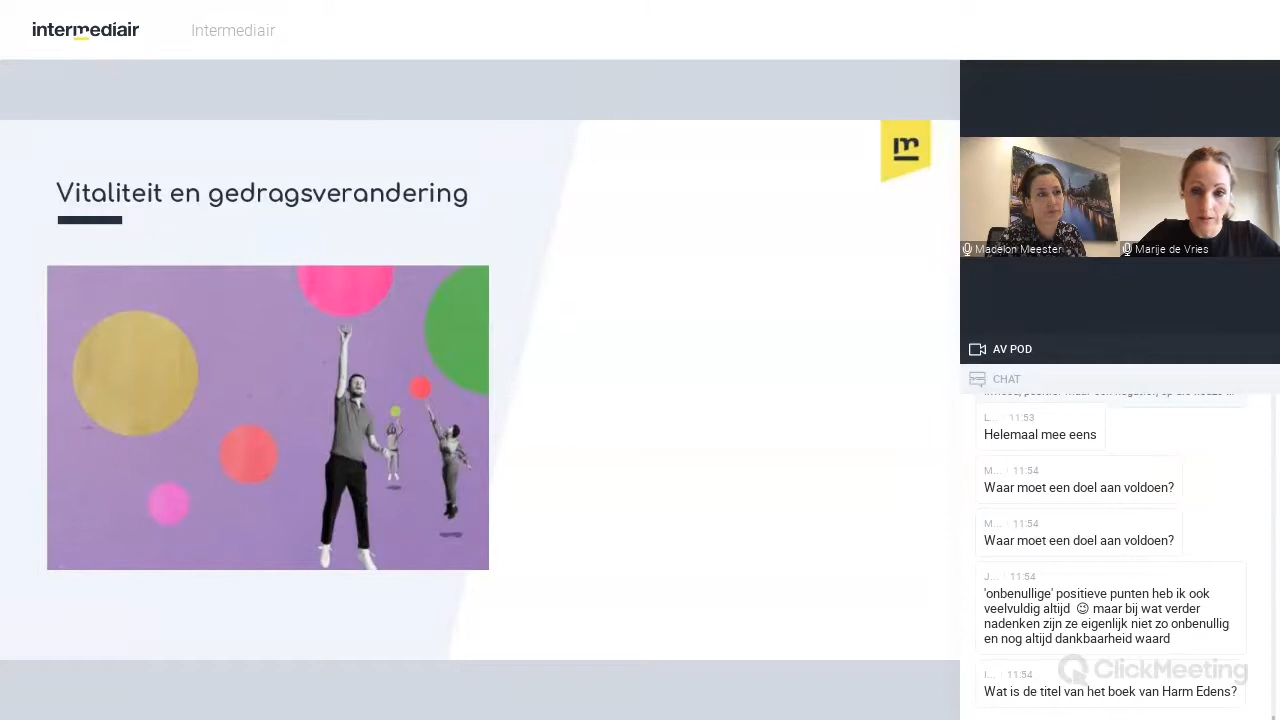 intermediair
Intermediair
Vitaliteit en gedragsverandering
m
Madelon Meester
Marije de Vries
AV POD
CHAT
L... 11:53
Helemaal mee eens
M... 11:54
Waar moet een doel aan voldoen?
M... 11:54
Waar moet een doel aan voldoen?
J... 11:54
'onbenullige' positieve punten heb ik ook
veelvuldig altijd 😉 maar bij wat verder
nadenken zijn ze eigenlijk niet zo onbenullig
en nog altijd dankbaarheid waard
ClickMeeting
I... 11:54
Wat is de titel van het boek van Harm Edens?